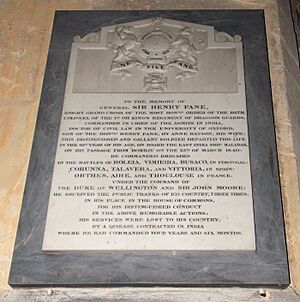 NE VILE FANO
TO THE MEMORY OF
GENERAL SIR HENRY FANE,
KNIGHT GRAND CROSS OF THE MOST HONBLE ORDER OF THE BATH,
COLONEL OF THE 1ST OR KING'S REGIMENT OF DRAGOON GUARDS,
COMMANDER IN CHIEF OF THE ARMIES IN INDIA,
DOCTOR OF CIVIL LAW IN THE UNIVERSITY OF OXFORD,
SON OF THE HONBLE HENRY FANE, BY ANNE BATSON, HIS WIFE.
THIS DISTINGUISHED AND GALLANT SOLDIER DEPARTED THIS LIFE,
IN THE YEAR OF HIS AGE, ON BOARD THE EAST INDIA SHIP MALABAR,
ON HIS PASSAGE FROM BOMBAY ON THE OF MARCH 1840:
HE COMMANDED BRIGADES
IN THE BATTLES OF ROLEIA, VIMIERA, BUSACO, IN PORTUGAL:
CORUNNA, TALAVERA, AND VITTORIA, IN SPAIN:
ORTHES, AIRE, AND THOULOUSE IN FRANCE.
UNDER THE COMMAND OF
THE DUKE OF WELLINGTON AND SIR JOHN MOORE:
HE RECEIVED THE PUBLIC THANKS OF HIS COUNTRY, THREE TIMES,
IN HIS PLACE IN THE HOUSE OF COMMONS,
FOR HIS DISTINGUISHED CONDUCT
IN THE ABOVE MEMORABLE ACTIONS:
HIS SERVICES WERE LOST TO HIS COUNTRY,
BY A DISEASE CONTRACTED IN INDIA
WHERE HE HAD COMMANDED FOUR YEARS AND SIX MONTHS.